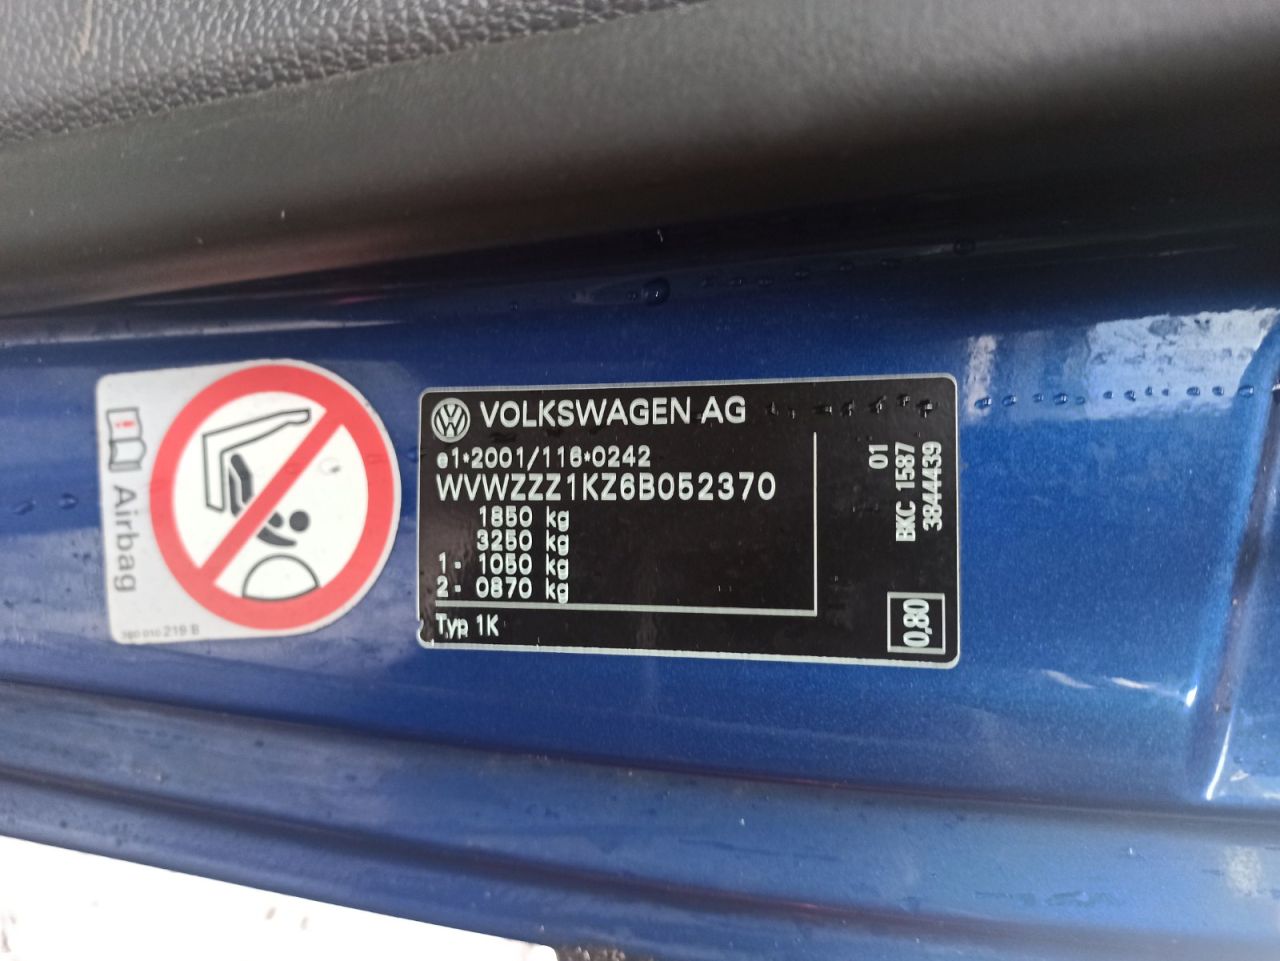 Airbag
219 B
VOLKSWAGEN AG
e1*2001/116*0242
WVWZZZ1KZ6B052370
1850 kg
3250 kg
1- 1050 kg
2- 0870 kg
Typ 1K
01
BKC 1587
3844439
0,80